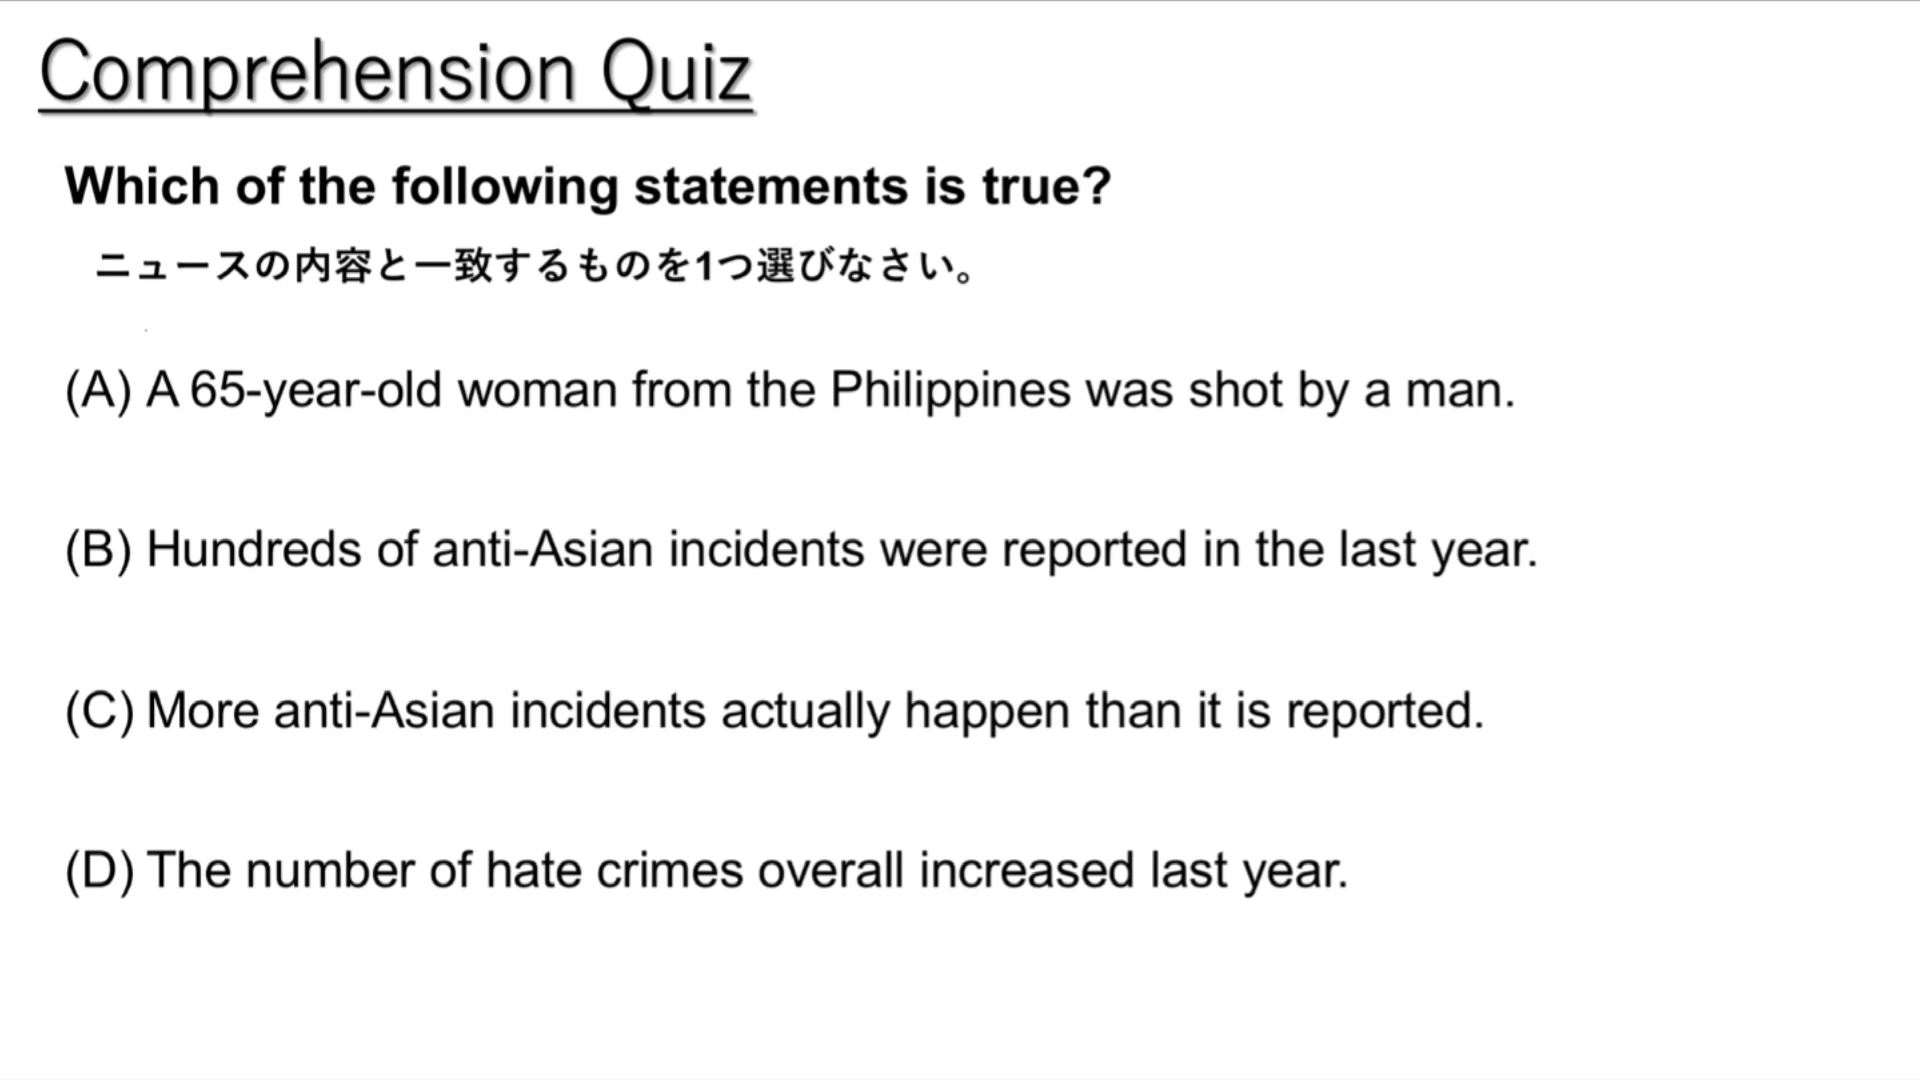 Comprehension Quiz
Which of the following statements is true?
ニュースの内容と一致するものを1つ選びなさい。
(A) A 65-year-old woman from the Philippines was shot by a man.
(B) Hundreds of anti-Asian incidents were reported in the last year.
(C) More anti-Asian incidents actually happen than it is reported.
(D) The number of hate crimes overall increased last year.